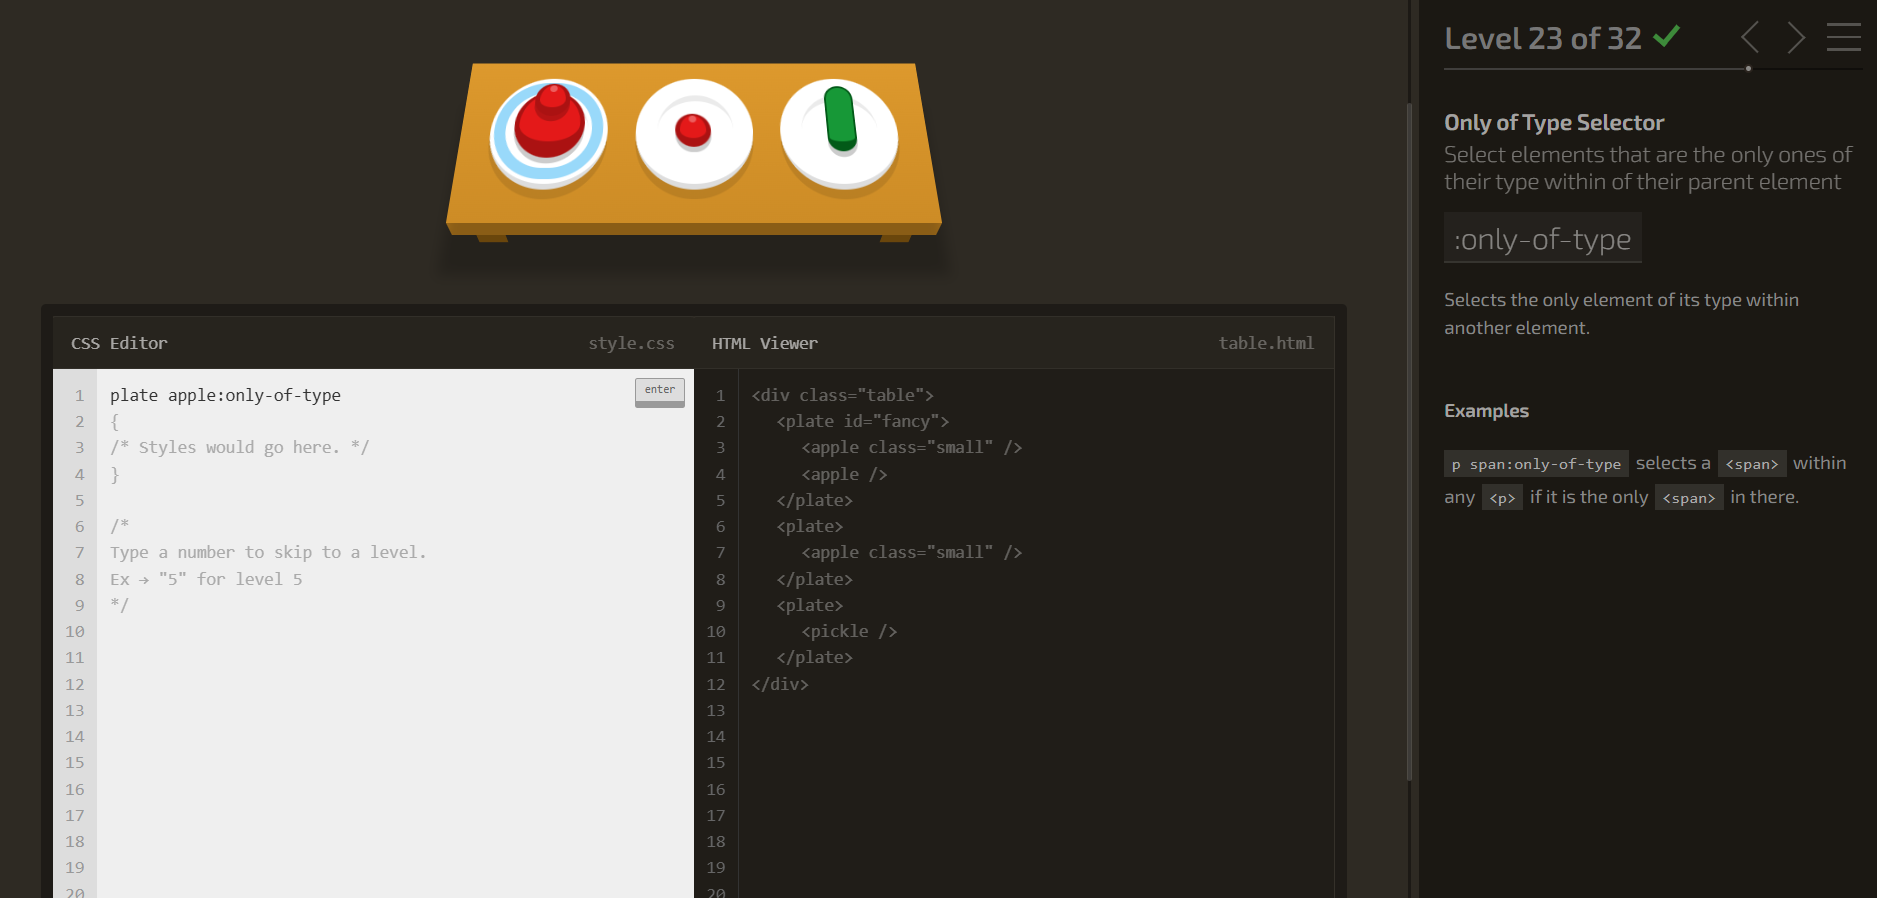 Level 23 of 32
Only of Type Selector
Select elements that are the only ones of
their type within of their parent element
:only-of-type
Selects the only element of its type within
another element.
Examples
p span:only-of-type selects a <span> within
any <p> if it is the only <span> in there.
CSS Editor style.css
1 plate apple:only-of-type enter
2 {
3 /* Styles would go here. */
4 }
5
6 /*
7 Type a number to skip to a level.
8 Ex → "5" for level 5
9 */
10
11
12
13
14
15
16
17
18
19
20
HTML Viewer table.html
1 <div class="table">
2 <plate id="fancy">
3 <apple class="small" />
4 <apple />
5 </plate>
6 <plate>
7 <apple class="small" />
8 </plate>
9 <plate>
10 <pickle />
11 </plate>
12 </div>
13
14
15
16
17
18
19
20